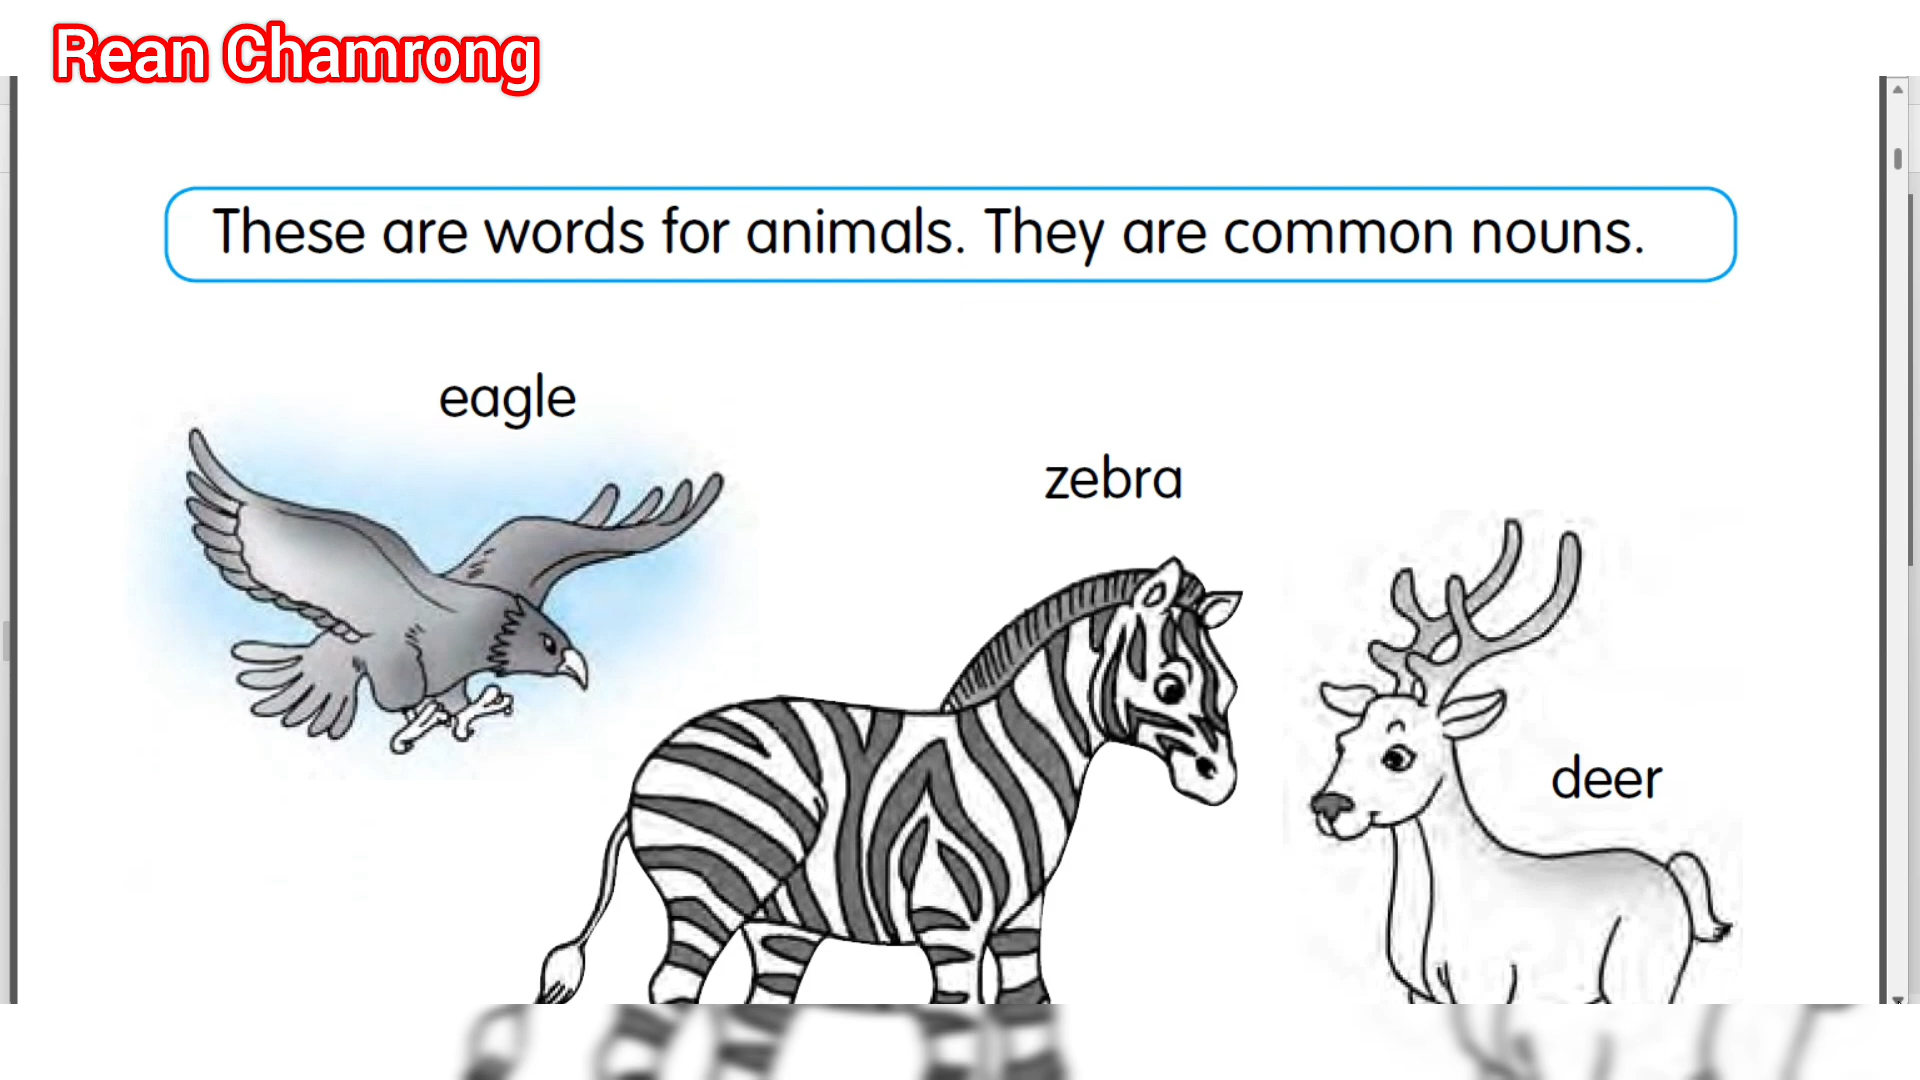 Rean Chamrong
These are words for animals. They are common nouns.
eagle
zebra
deer